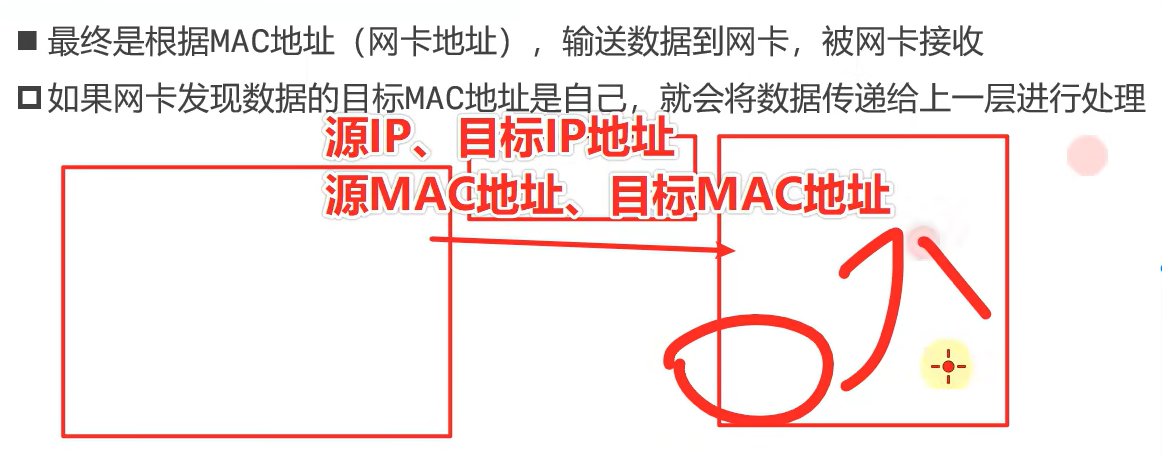 最终是根据MAC地址（网卡地址），输送数据到网卡，被网卡接收
如果网卡发现数据的目标MAC地址是自己，就会将数据传递给上一层进行处理
源IP、目标IP地址
源MAC地址、目标MAC地址